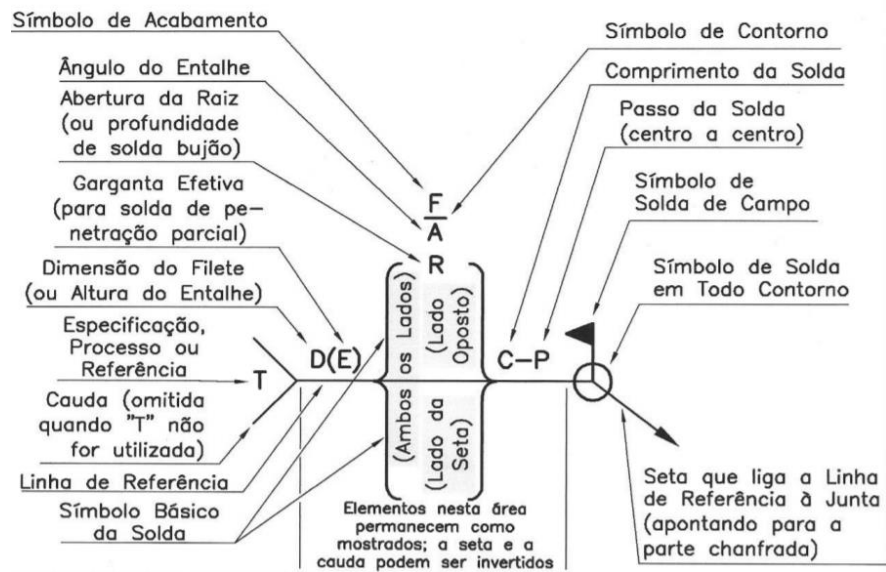 Símbolo de Acabamento
Ângulo do Entalhe
Abertura da Raiz
(ou profundidade
de solda bujão)
Garganta Efetiva
(para solda de pe-
netração parcial)
Dimensão do Filete
(ou Altura do Entalhe)
Especificação,
Processo ou
Referência
Cauda (omitida
quando "T" não
for utilizada)
Linha de Referência
Símbolo Básico
da Solda
F
A
R
T
D(E)
(Ambos os Lados)
(Lado
Oposto)
(Lado da
Seta)
C-P
Elementos nesta área
permanecem como
mostrados; a seta e a
cauda podem ser invertidos
Símbolo de Contorno
Comprimento da Solda
Passo da Solda
(centro a centro)
Símbolo de
Solda de Campo
Símbolo de Solda
em Todo Contorno
Seta que liga a Linha
de Referência à Junta
(apontando para a
parte chanfrada)